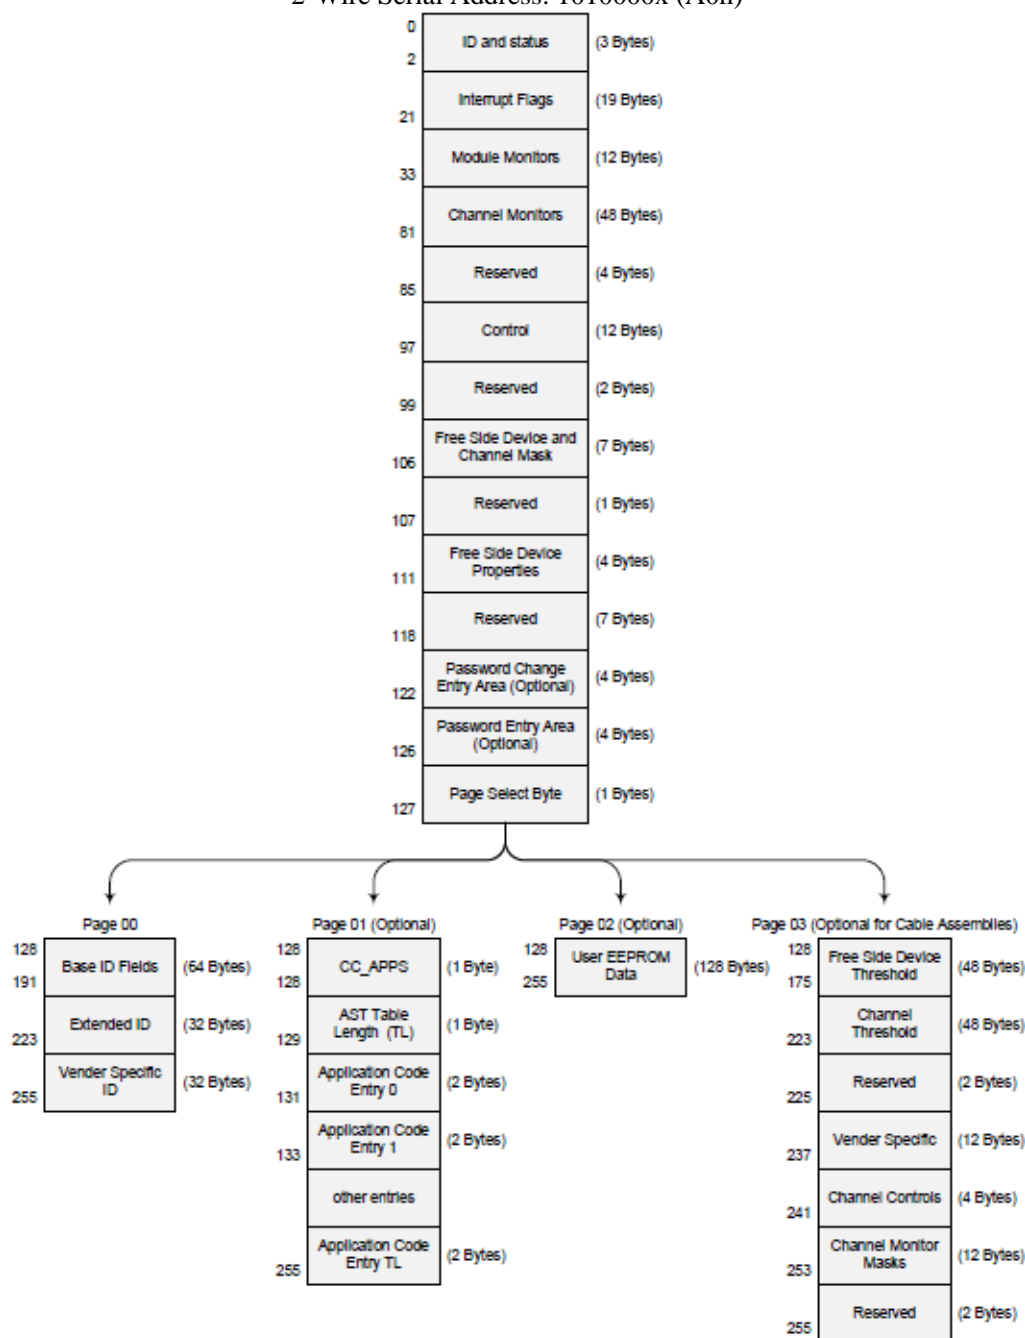 2-Wire Serial Address: 1010000x (A0h)
0
ID and status
(3 Bytes)
2
Interrupt Flags
(19 Bytes)
21
Module Monitors
(12 Bytes)
33
Channel Monitors
(48 Bytes)
81
Reserved
(4 Bytes)
85
Control
(12 Bytes)
97
Reserved
(2 Bytes)
99
Free Side Device and
Channel Mask
(7 Bytes)
106
Reserved
(1 Bytes)
107
Free Side Device
Properties
(4 Bytes)
111
Reserved
(7 Bytes)
118
Password Change
Entry Area (Optional)
(4 Bytes)
122
Password Entry Area
(Optional)
(4 Bytes)
126
Page Select Byte
(1 Bytes)
127
Page 00
128
Base ID Fields
(64 Bytes)
191
Extended ID
(32 Bytes)
223
Vender Specific
ID
(32 Bytes)
255
Page 01 (Optional)
128
CC_APPS
(1 Byte)
128
AST Table
Length (TL)
(1 Byte)
129
Application Code
Entry 0
(2 Bytes)
131
Application Code
Entry 1
(2 Bytes)
133
other entries
Application Code
Entry TL
(2 Bytes)
255
Page 02 (Optional)
128
User EEPROM
Data
(128 Bytes)
255
Page 03 (Optional for Cable Assemblies)
128
Free Side Device
Threshold
(48 Bytes)
175
Channel
Threshold
(48 Bytes)
223
Reserved
(2 Bytes)
225
Vender Specific
(12 Bytes)
237
Channel Controls
(4 Bytes)
241
Channel Monitor
Masks
(12 Bytes)
253
Reserved
(2 Bytes)
255